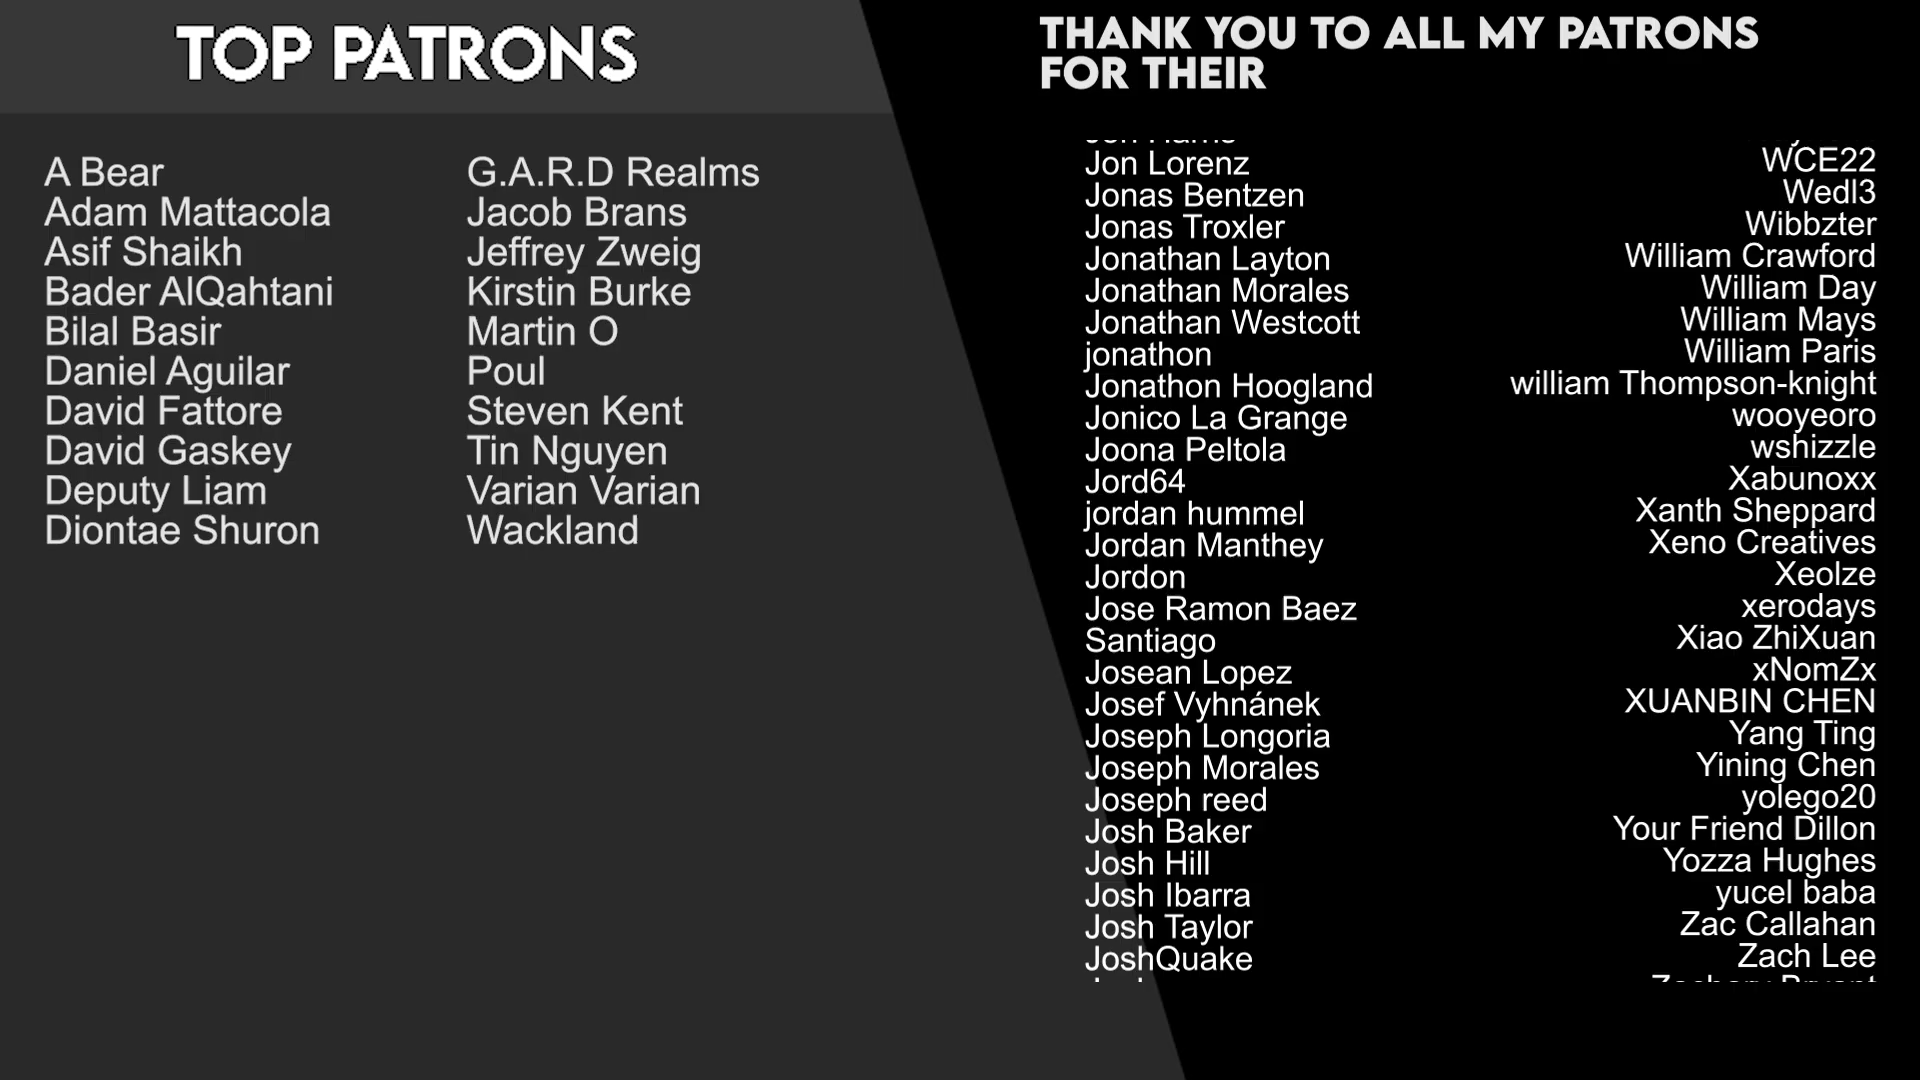 TOP PATRONS
A Bear
Adam Mattacola
Asif Shaikh
Bader AlQahtani
Bilal Basir
Daniel Aguilar
David Fattore
David Gaskey
Deputy Liam
Diontae Shuron
G.A.R.D Realms
Jacob Brans
Jeffrey Zweig
Kirstin Burke
Martin O
Poul
Steven Kent
Tin Nguyen
Varian Varian
Wackland
THANK YOU TO ALL MY PATRONS
FOR THEIR
Jon Lorenz
Jonas Bentzen
Jonas Troxler
Jonathan Layton
Jonathan Morales
Jonathan Westcott
jonathon
Jonathon Hoogland
Jonico La Grange
Joona Peltola
Jord64
jordan hummel
Jordan Manthey
Jordon
Jose Ramon Baez
Santiago
Josean Lopez
Josef Vyhnánek
Joseph Longoria
Joseph Morales
Joseph reed
Josh Baker
Josh Hill
Josh Ibarra
Josh Taylor
JoshQuake
WCE22
Wedl3
Wibbzter
William Crawford
William Day
William Mays
William Paris
william Thompson-knight
wooyeoro
wshizzle
Xabunoxx
Xanth Sheppard
Xeno Creatives
Xeolze
xerodays
Xiao ZhiXuan
xNomZx
XUANBIN CHEN
Yang Ting
Yining Chen
yolego20
Your Friend Dillon
Yozza Hughes
yucel baba
Zac Callahan
Zach Lee